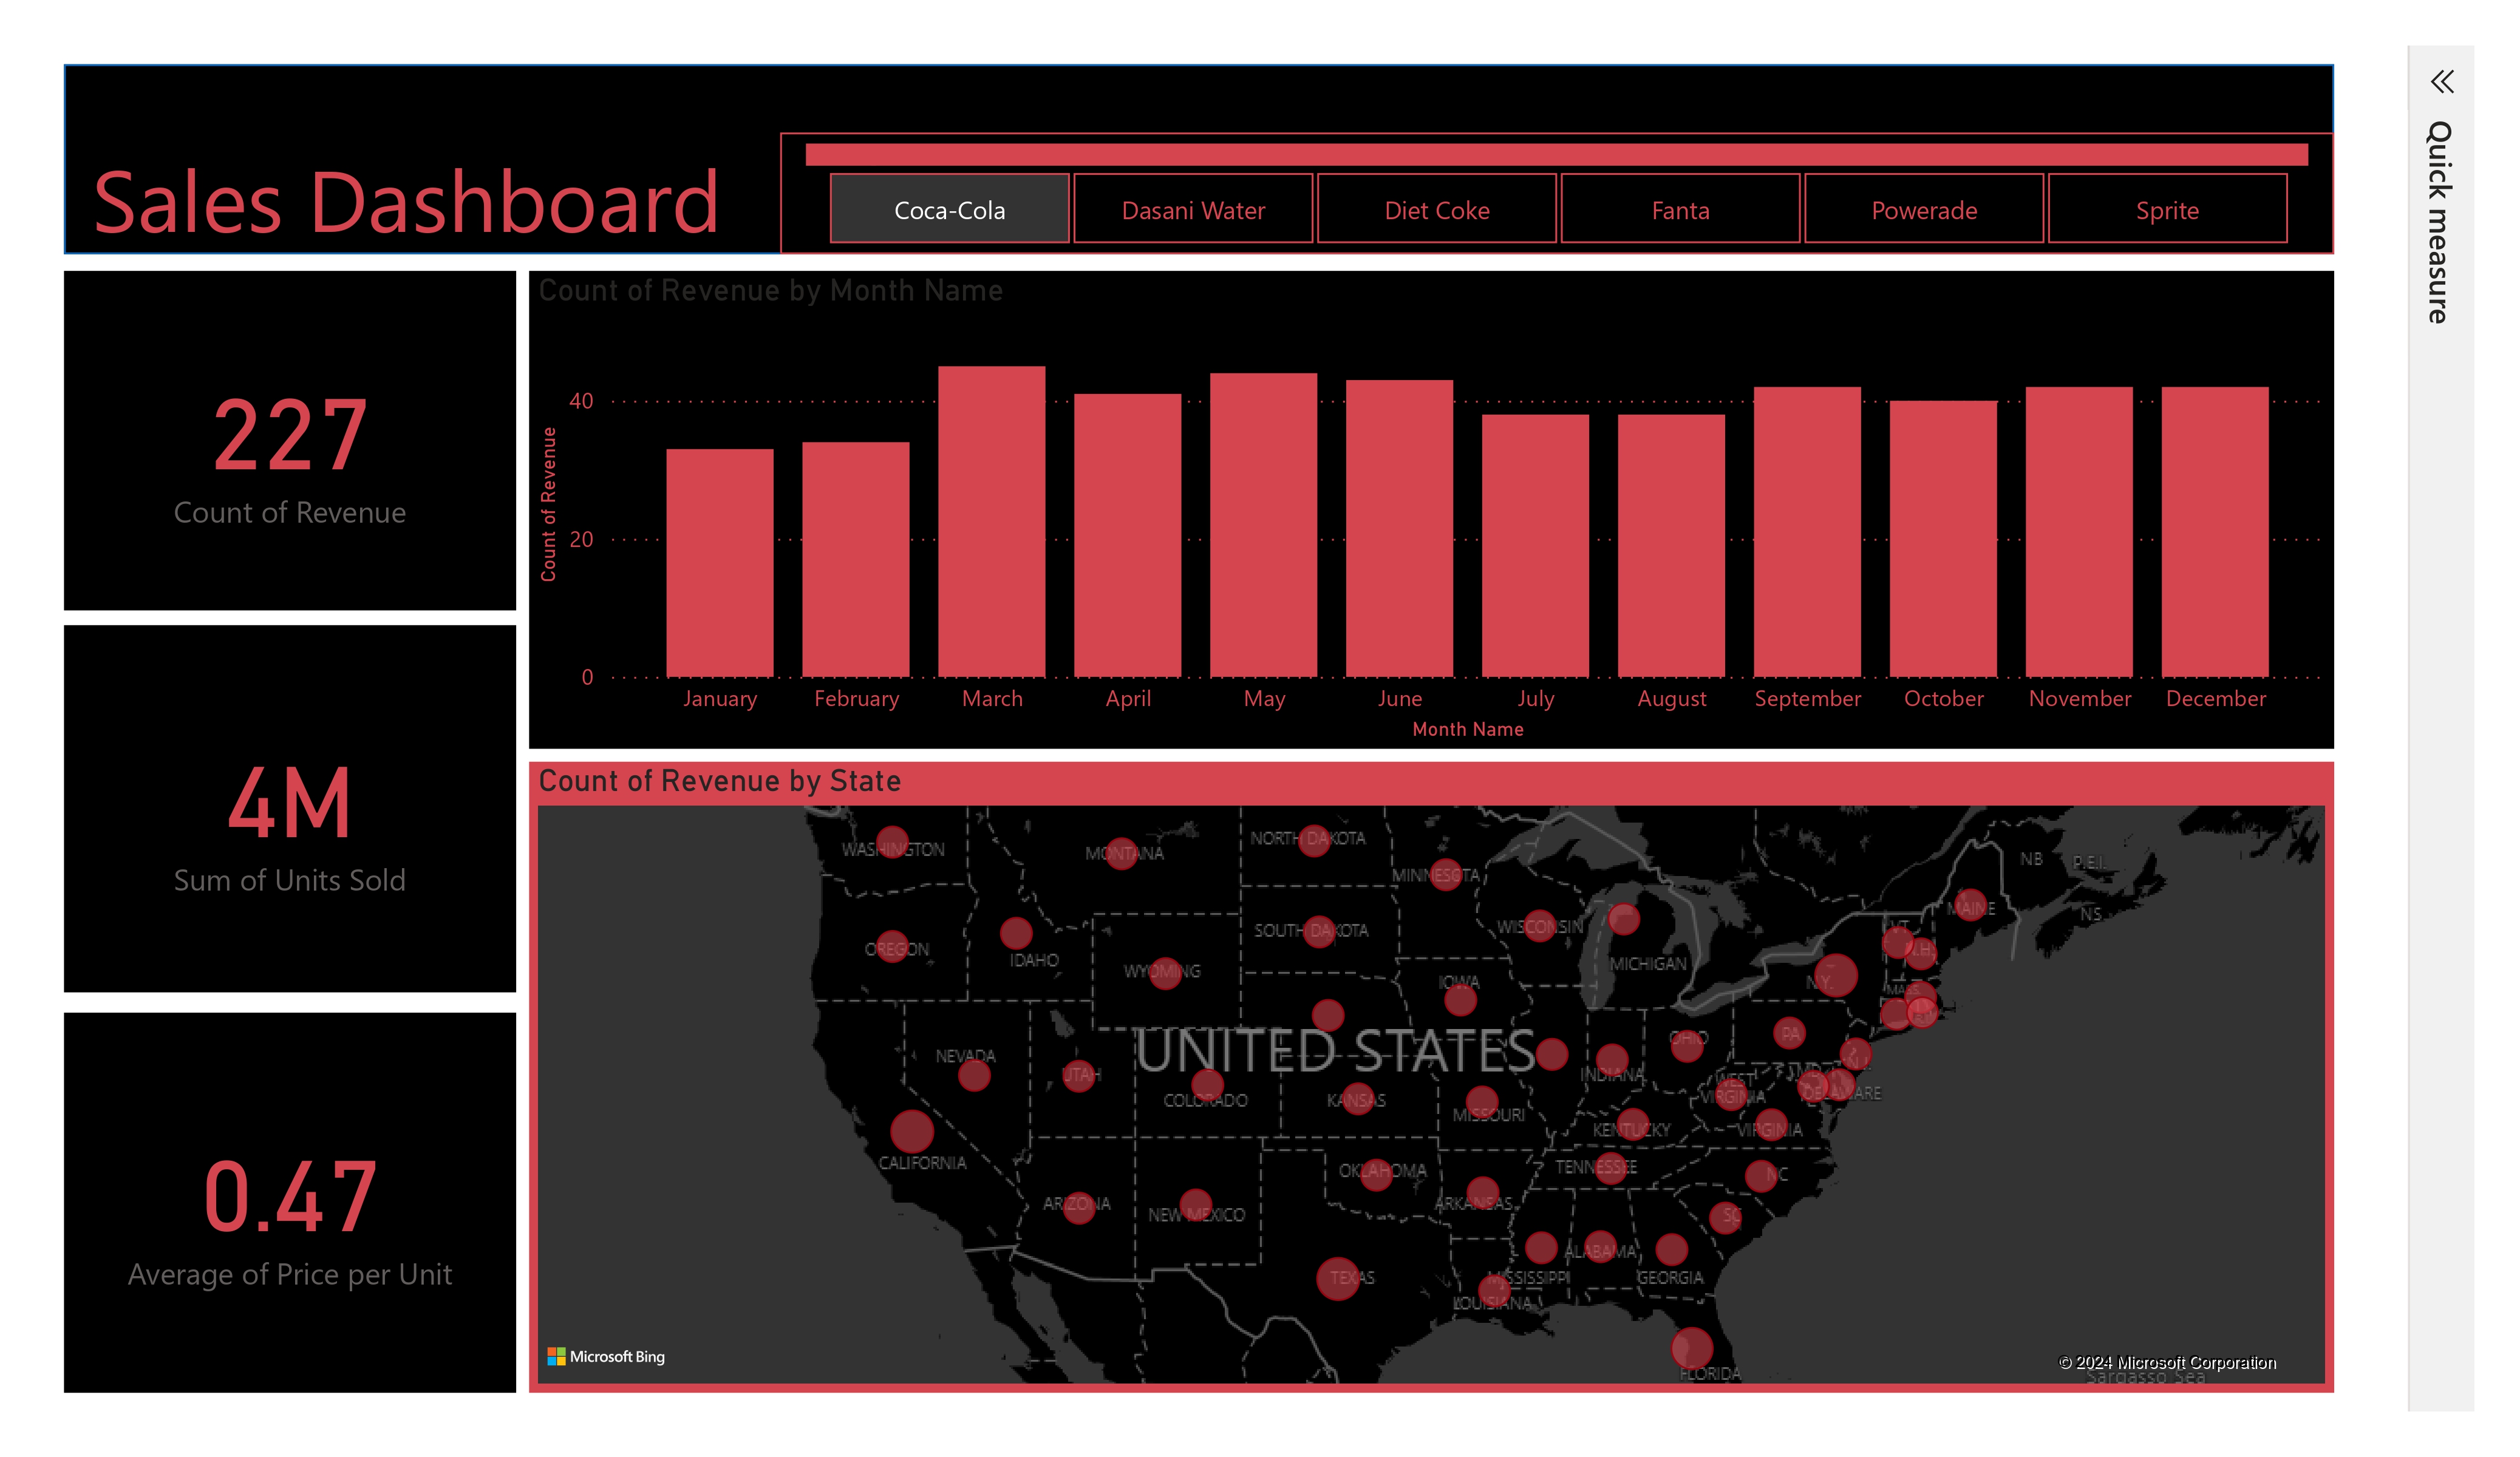 Quick measure
Sales Dashboard
Coca-Cola
Dasani Water
Diet Coke
Fanta
Powerade
Sprite
227
Count of Revenue
4M
Sum of Units Sold
0.47
Average of Price per Unit
Count of Revenue by Month Name
Count of Revenue
40
20
0
January
February
March
April
May
June
July
August
September
October
November
December
Month Name
Count of Revenue by State
WASHINGTON
MONTANA
NORTH DAKOTA
MINNESOTA
NB
P.E.I.
NS
MAINE
OREGON
IDAHO
WYOMING
SOUTH DAKOTA
WISCONSIN
MICHIGAN
VT.
N.Y.
MASS.
IOWA
UNITED STATES
NEVADA
UTAH
COLORADO
KANSAS
MISSOURI
INDIANA
OHIO
PA
N.J.
MD
DELAWARE
WEST
VIRGINIA
VIRGINIA
KENTUCKY
CALIFORNIA
ARIZONA
NEW MEXICO
OKLAHOMA
ARKANSAS
TENNESSEE
NC
SC
TEXAS
LOUISIANA
MISSISSIPPI
ALABAMA
GEORGIA
FLORIDA
Microsoft Bing
© 2024 Microsoft Corporation
Sargasso Sea